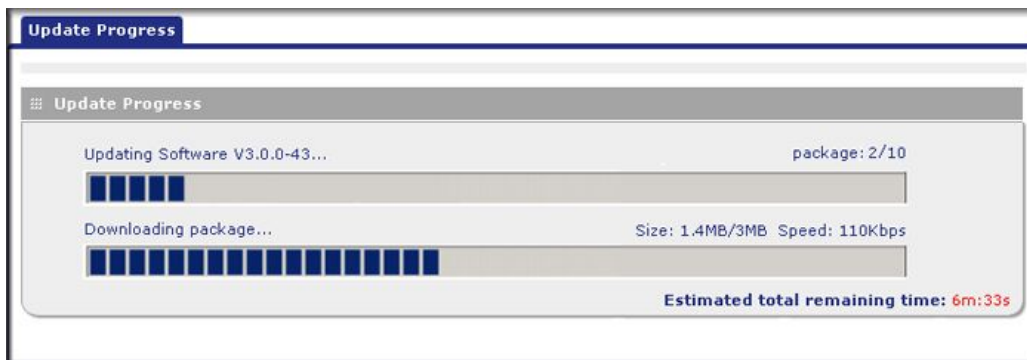 Update Progress
Update Progress
Updating Software V3.0.0-43... package: 2/10
Downloading package... Size: 1.4MB/3MB Speed: 110Kbps
Estimated total remaining time: 6m:33s